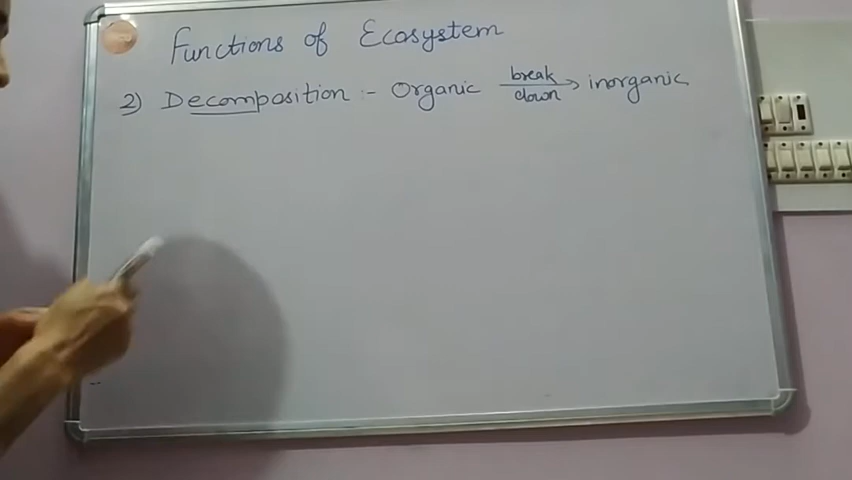 Functions of Ecosystem
2) Decomposition :- Organic break down → inorganic